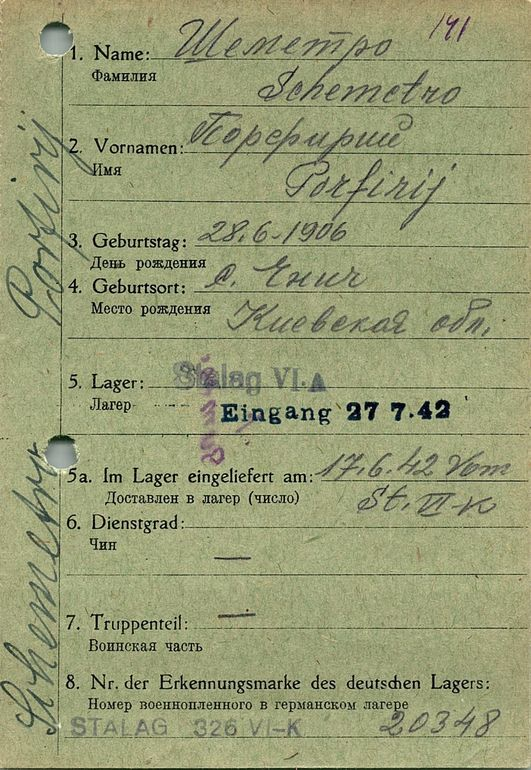 141
1. Name: Шеметро
Фамилия
Schemetro
2. Vornamen: Порфирий
Имя
Porfirij
3. Geburtstag: 28.6.1906
День рождения
4. Geburtsort: с. Енич
Место рождения
Киевская обл.
5. Lager: Stalag VI-A
Лагер
Eingang 27 7.42
5a. Im Lager eingeliefert am: 17.6.42 Vom
Доставлен в лагер (число) St. VI-K
6. Dienstgrad:
Чин —
7. Truppenteil: —
Воинская часть
8. Nr. der Erkennungsmarke des deutschen Lagers:
Номер военнопленного в германском лагере
STALAG 326 VI-K 20348
Schemetro Porfirij